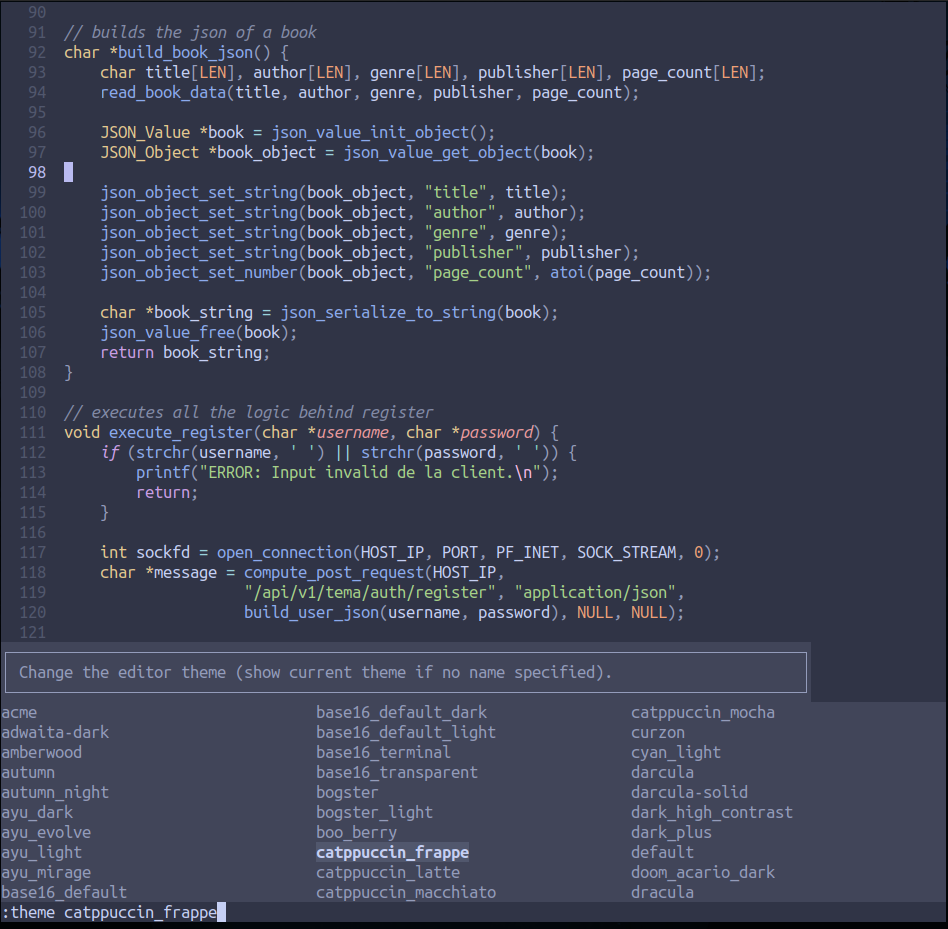 90
91 // builds the json of a book
92 char *build_book_json() {
93     char title[LEN], author[LEN], genre[LEN], publisher[LEN], page_count[LEN];
94     read_book_data(title, author, genre, publisher, page_count);
95
96     JSON_Value *book = json_value_init_object();
97     JSON_Object *book_object = json_value_get_object(book);
98
99     json_object_set_string(book_object, "title", title);
100     json_object_set_string(book_object, "author", author);
101     json_object_set_string(book_object, "genre", genre);
102     json_object_set_string(book_object, "publisher", publisher);
103     json_object_set_number(book_object, "page_count", atoi(page_count));
104
105     char *book_string = json_serialize_to_string(book);
106     json_value_free(book);
107     return book_string;
108 }
109
110 // executes all the logic behind register
111 void execute_register(char *username, char *password) {
112     if (strchr(username, ' ') || strchr(password, ' ')) {
113         printf("ERROR: Input invalid de la client.\n");
114         return;
115     }
116
117     int sockfd = open_connection(HOST_IP, PORT, PF_INET, SOCK_STREAM, 0);
118     char *message = compute_post_request(HOST_IP,
119                     "/api/v1/tema/auth/register", "application/json",
120                     build_user_json(username, password), NULL, NULL);
121
Change the editor theme (show current theme if no name specified).
acme base16_default_dark catppuccin_mocha
adwaita-dark base16_default_light curzon
amberwood base16_terminal cyan_light
autumn base16_transparent darcula
autumn_night bogster darcula-solid
ayu_dark bogster_light dark_high_contrast
ayu_evolve boo_berry dark_plus
ayu_light catppuccin_frappe default
ayu_mirage catppuccin_latte doom_acario_dark
base16_default catppuccin_macchiato dracula
:theme catppuccin_frappe